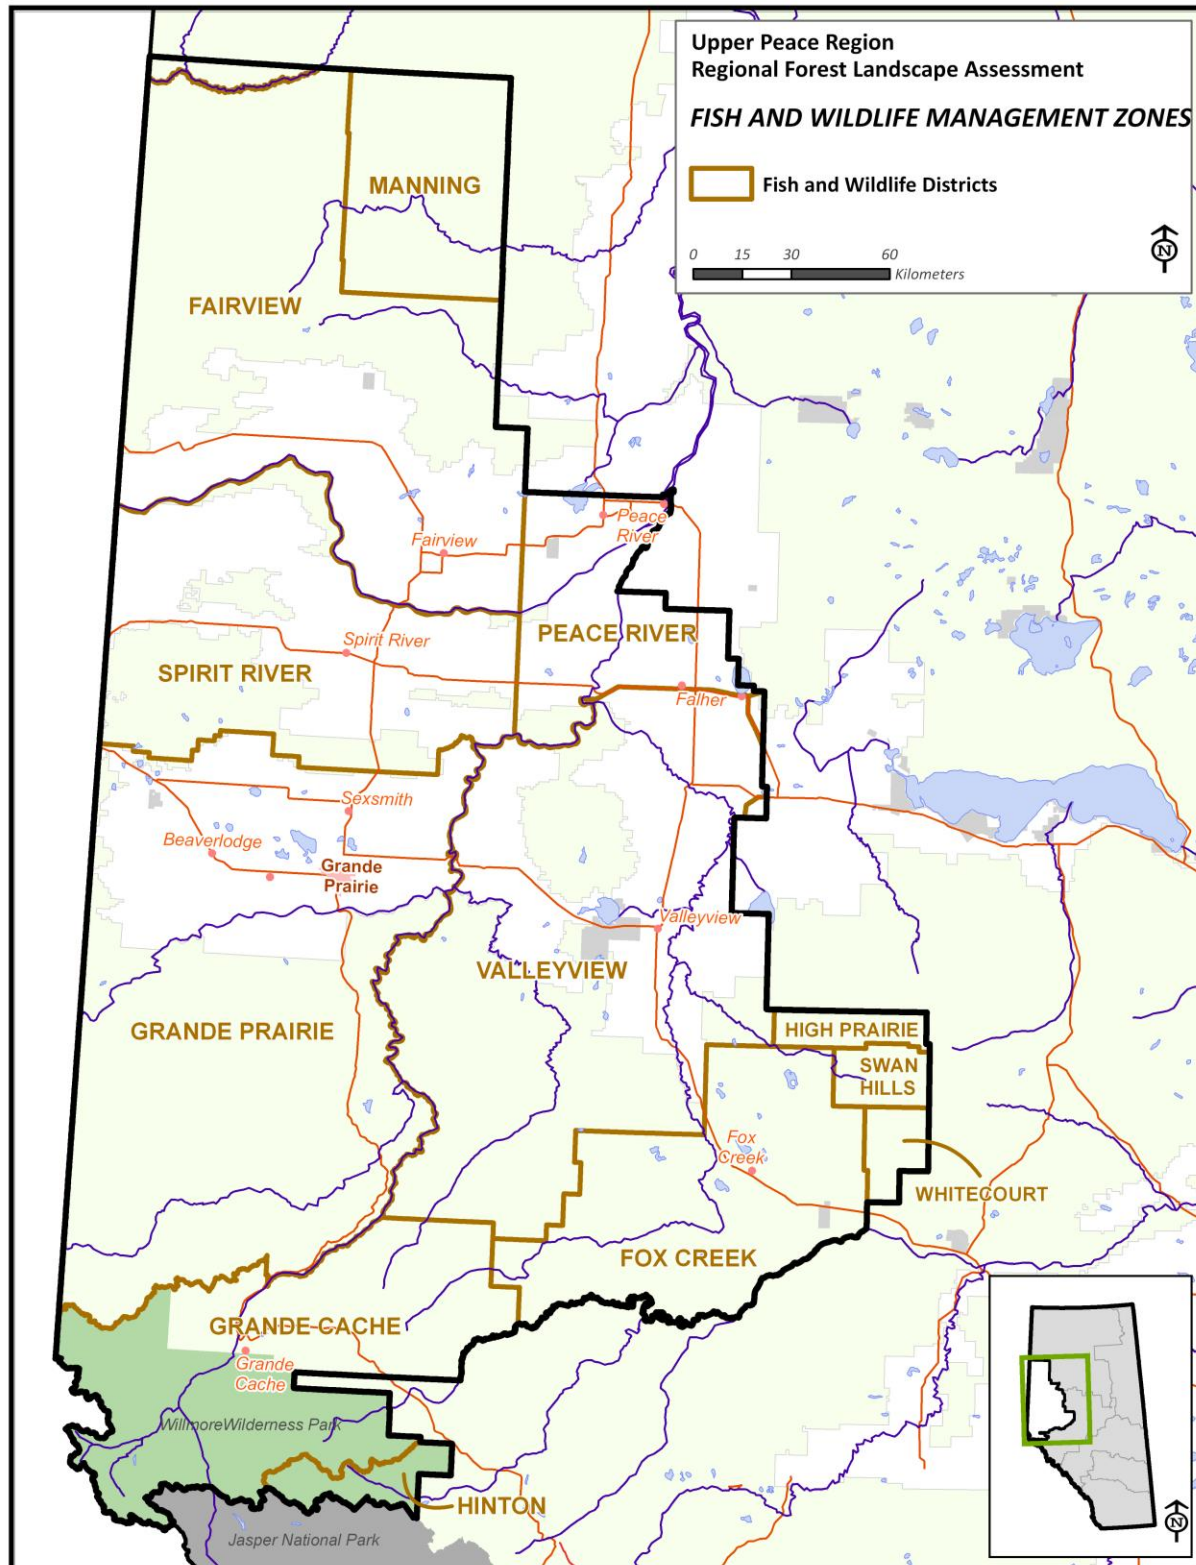 Upper Peace Region
Regional Forest Landscape Assessment
FISH AND WILDLIFE MANAGEMENT ZONES
Fish and Wildlife Districts
0 15 30 60
Kilometers
N
MANNING
FAIRVIEW
Fairview
Peace
River
PEACE RIVER
Spirit River
SPIRIT RIVER
Falher
Sexsmith
Beaverlodge
Grande
Prairie
Valleyview
VALLEYVIEW
GRANDE PRAIRIE
HIGH PRAIRIE
SWAN
HILLS
Fox
Creek
WHITECOURT
FOX CREEK
GRANDE CACHE
Grande
Cache
WillmoreWilderness Park
HINTON
Jasper National Park
N